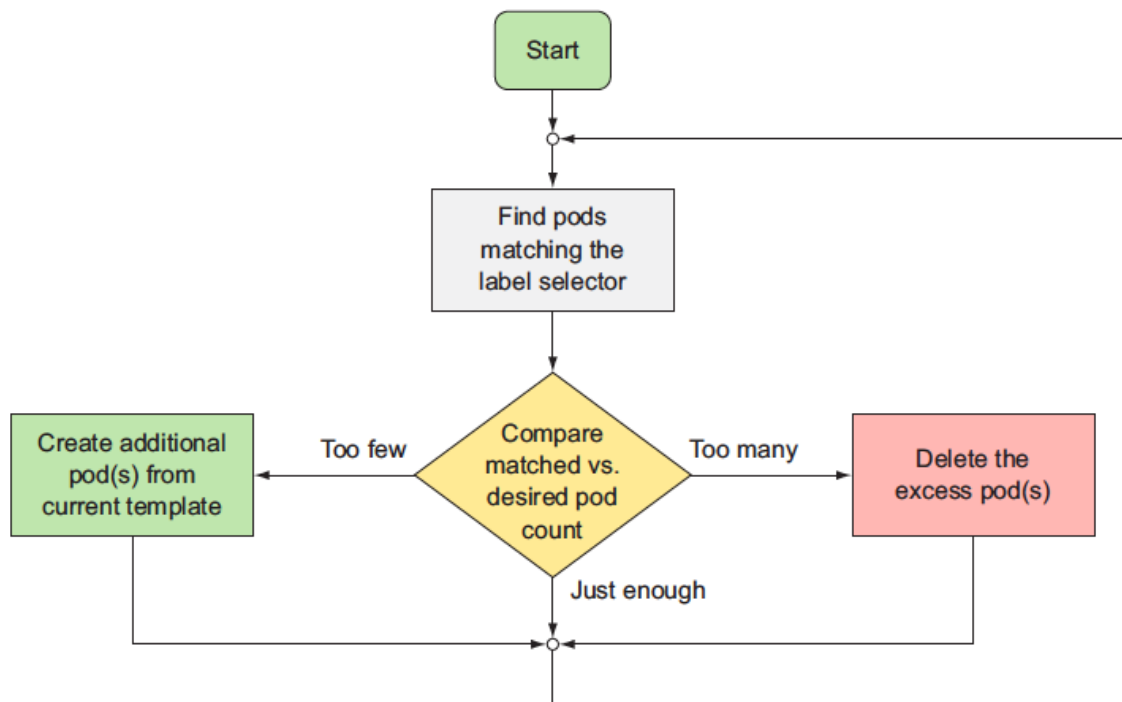 Start
Find pods
matching the
label selector
Create additional
pod(s) from
current template
Too few
Compare
matched vs.
desired pod
count
Too many
Delete the
excess pod(s)
Just enough